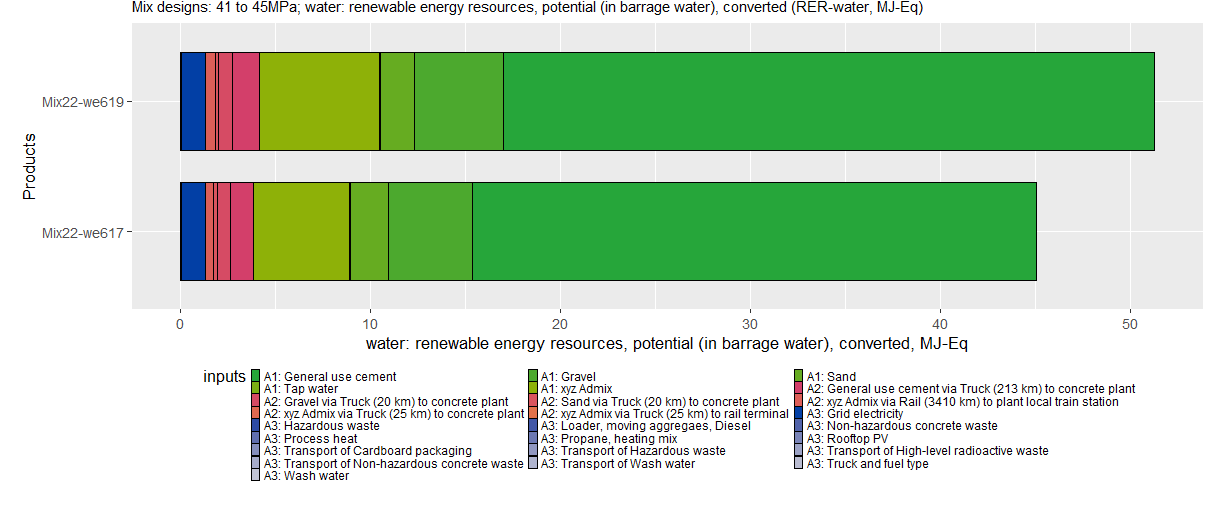 Mix designs: 41 to 45MPa; water: renewable energy resources, potential (in barrage water), converted (RER-water, MJ-Eq)
Products
Mix22-we619
Mix22-we617
0 10 20 30 40 50
water: renewable energy resources, potential (in barrage water), converted, MJ-Eq
inputs
A1: General use cement A1: Gravel A1: Sand
A1: Tap water A1: xyz Admix A2: General use cement via Truck (213 km) to concrete plant
A2: Gravel via Truck (20 km) to concrete plant A2: Sand via Truck (20 km) to concrete plant A2: xyz Admix via Rail (3410 km) to plant local train station
A2: xyz Admix via Truck (25 km) to concrete plant A2: xyz Admix via Truck (25 km) to rail terminal A3: Grid electricity
A3: Hazardous waste A3: Loader, moving aggregaes, Diesel A3: Non-hazardous concrete waste
A3: Process heat A3: Propane, heating mix A3: Rooftop PV
A3: Transport of Cardboard packaging A3: Transport of Hazardous waste A3: Transport of High-level radioactive waste
A3: Transport of Non-hazardous concrete waste A3: Transport of Wash water A3: Truck and fuel type
A3: Wash water